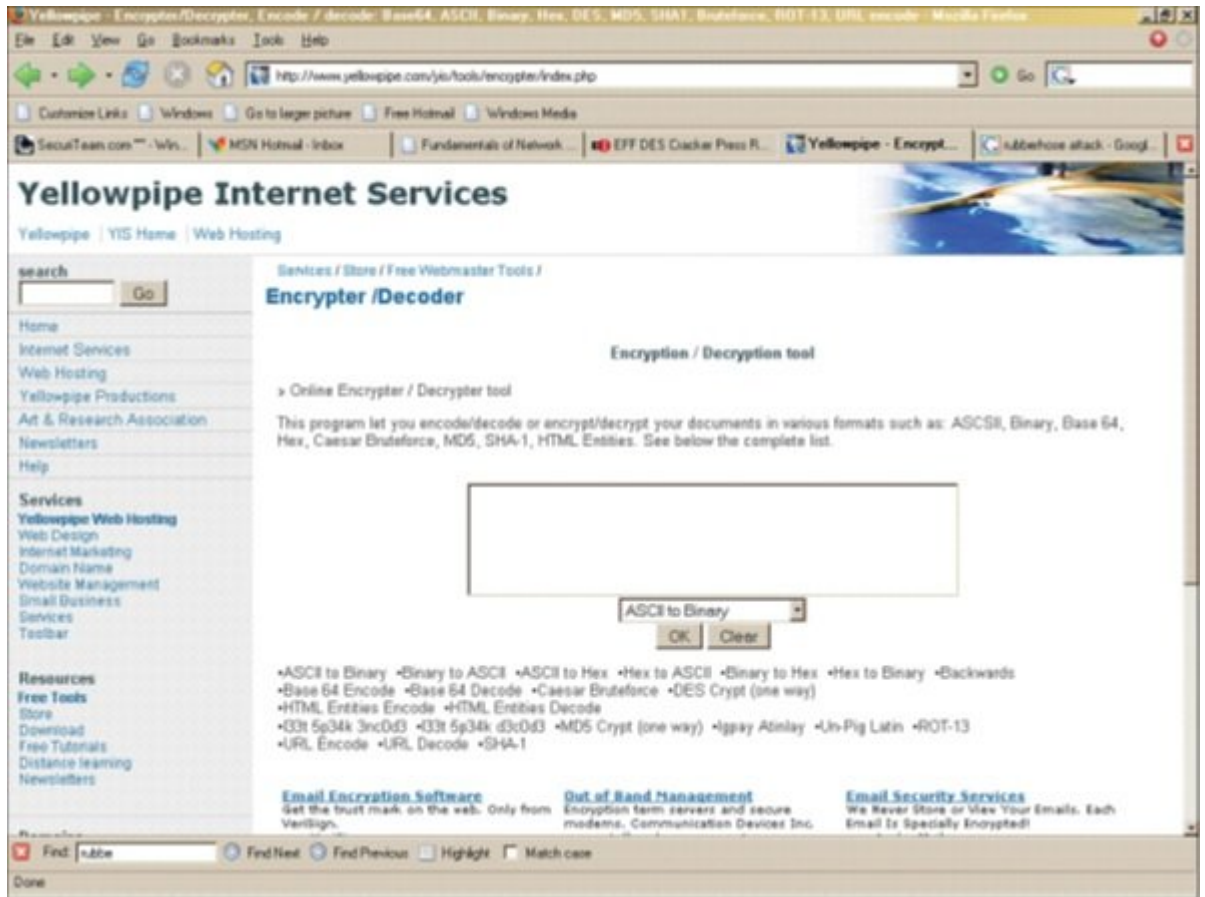 Yellowpipe - Encrypter/Decrypter, Encode / decode: Base64, ASCII, Binary, Hex, DES, MD5, SHA1, Bruteforce, ROT-13, URL encode - Mozilla Firefox
File Edit View Go Bookmarks Tools Help
http://www.yellowpipe.com/yis/tools/encrypter/index.php
Go
Customize Links Windows Go to larger picture Free Hotmail Windows Media
SecuriTeam.com ™ - Win... MSN Hotmail - Inbox Fundamentals of Network ... EFF DES Cracker Press R... Yellowpipe - Encrypt... rubberhose attack - Googl...
Yellowpipe Internet Services
Yellowpipe | YIS Home | Web Hosting
search
Go
Home
Internet Services
Web Hosting
Yellowpipe Productions
Art & Research Association
Newsletters
Help
Services
Yellowpipe Web Hosting
Web Design
Internet Marketing
Domain Name
Website Management
Small Business
Services
Toolbar
Resources
Free Tools
Store
Download
Free Tutorials
Distance learning
Newsletters
Services / Store / Free Webmaster Tools /
Encrypter /Decoder
Encryption / Decryption tool
» Online Encrypter / Decrypter tool
This program let you encode/decode or encrypt/decrypt your documents in various formats such as: ASCSII, Binary, Base 64,
Hex, Caesar Bruteforce, MD5, SHA-1, HTML Entities. See below the complete list.
ASCII to Binary
OK Clear
•ASCII to Binary •Binary to ASCII •ASCII to Hex •Hex to ASCII •Binary to Hex •Hex to Binary •Backwards
•Base 64 Encode •Base 64 Decode •Caesar Bruteforce •DES Crypt (one way)
•HTML Entities Encode •HTML Entities Decode
•l33t 5p34k 3nc0d3 •l33t 5p34k d3c0d3 •MD5 Crypt (one way) •Igpay Atinlay •Un-Pig Latin •ROT-13
•URL Encode •URL Decode •SHA-1
Email Encryption Software
Get the trust mark on the web. Only from
VeriSign.
Out of Band Management
Encryption term servers and secure
modems. Communication Devices Inc.
Email Security Services
We Never Store or View Your Emails. Each
Email Is Specially Encrypted!
Find: rubbe Find Next Find Previous Highlight Match case
Done